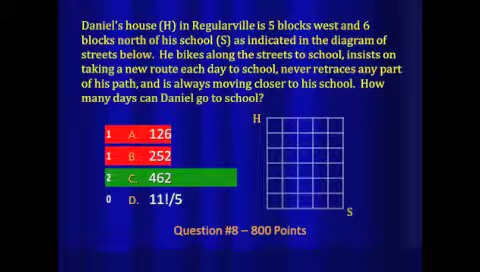 Daniel's house (H) in Regularville is 5 blocks west and 6
blocks north of his school (S) as indicated in the diagram of
streets below. He bikes along the streets to school, insists on
taking a new route each day to school, never retraces any part
of his path, and is always moving closer to his school. How
many days can Daniel go to school?
H
1 A. 126
1 B. 252
2 C. 462
0 D. 11!/5
S
Question #8 – 800 Points